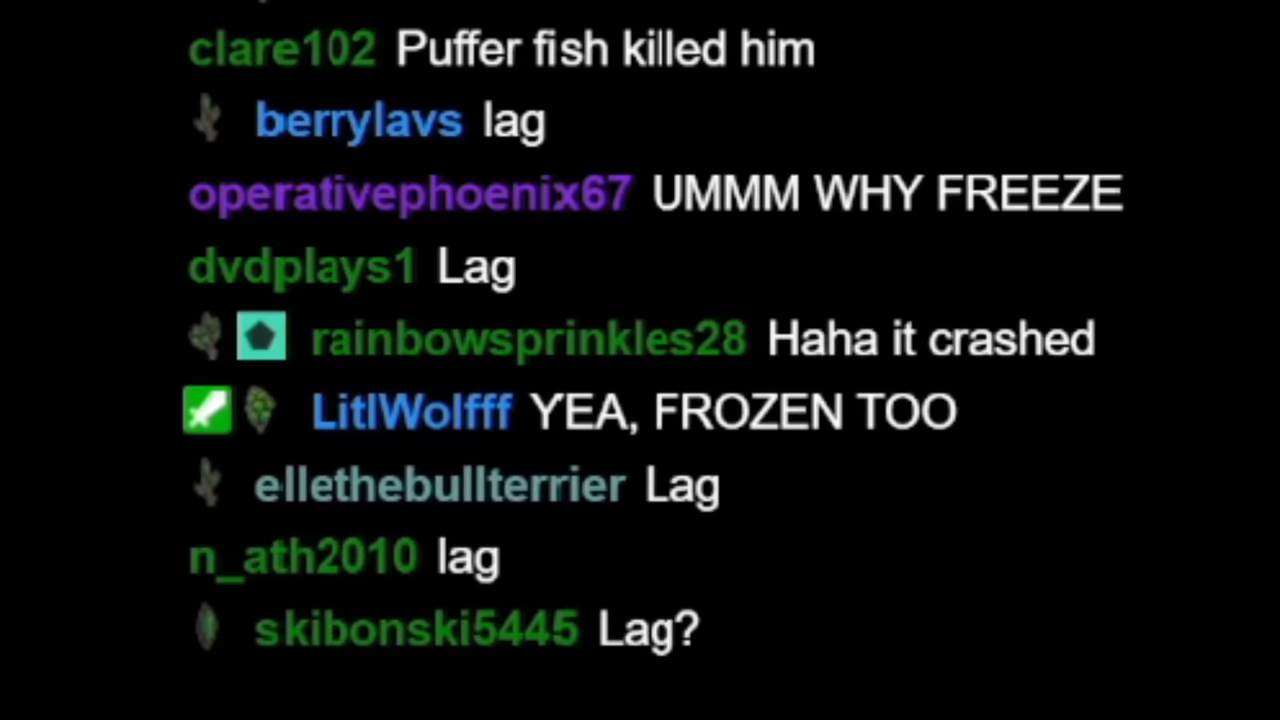 clare102 Puffer fish killed him
berrylavs lag
operativephoenix67 UMMM WHY FREEZE
dvdplays1 Lag
rainbowsprinkles28 Haha it crashed
LitlWolfff YEA, FROZEN TOO
ellethebullterrier Lag
n_ath2010 lag
skibonski5445 Lag?